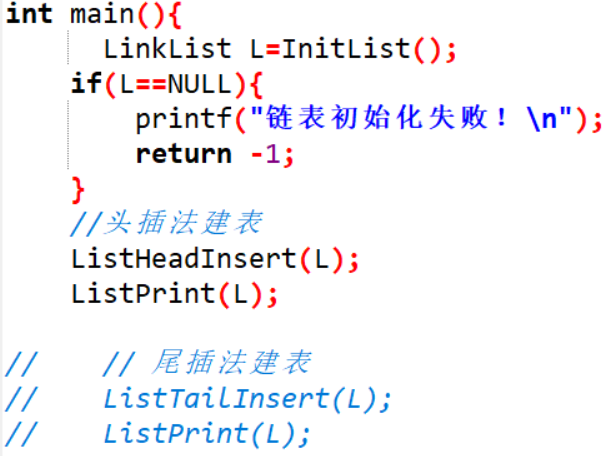 int main(){
LinkList L=InitList();
if(L==NULL){
printf("链表初始化失败！\n");
return -1;
}
//头插法建表
ListHeadInsert(L);
ListPrint(L);
// // 尾插法建表
// ListTailInsert(L);
// ListPrint(L);